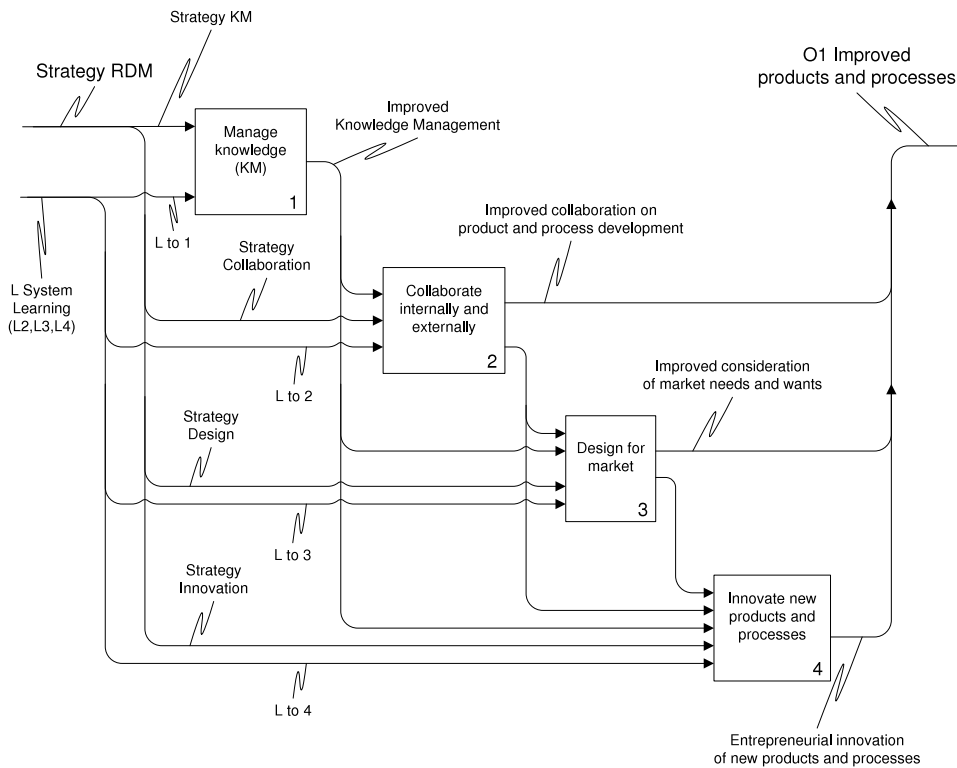 Strategy KM
O1 Improved
products and processes
Strategy RDM
Improved
Knowledge Management
Manage
knowledge
(KM)
1
L to 1
Improved collaboration on
product and process development
Strategy
Collaboration
L System
Learning
(L2,L3,L4)
Collaborate
internally and
externally
2
L to 2
Improved consideration
of market needs and wants
Strategy
Design
Design for
market
3
L to 3
Strategy
Innovation
Innovate new
products and
processes
4
L to 4
Entrepreneurial innovation
of new products and processes